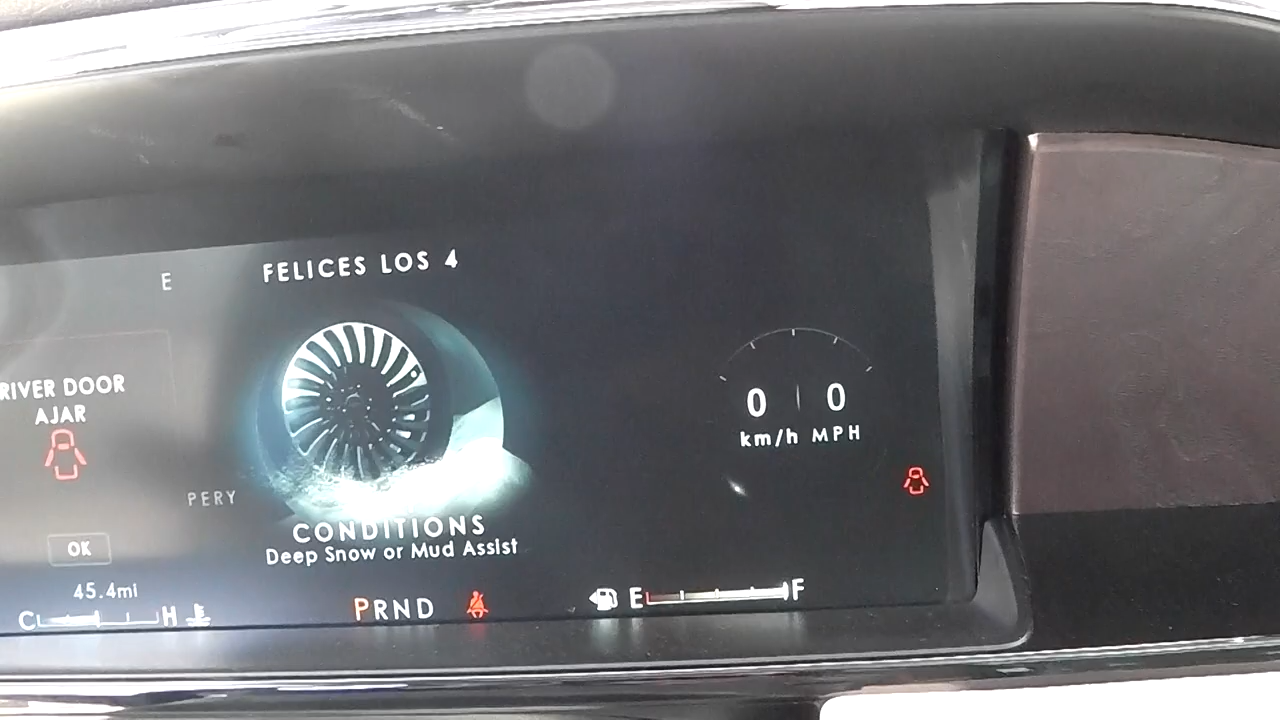 E
FELICES LOS 4
RIVER DOOR
AJAR
0 0
km/h MPH
PERY
CONDITIONS
Deep Snow or Mud Assist
OK
45.4mi
C H
PRND
E F